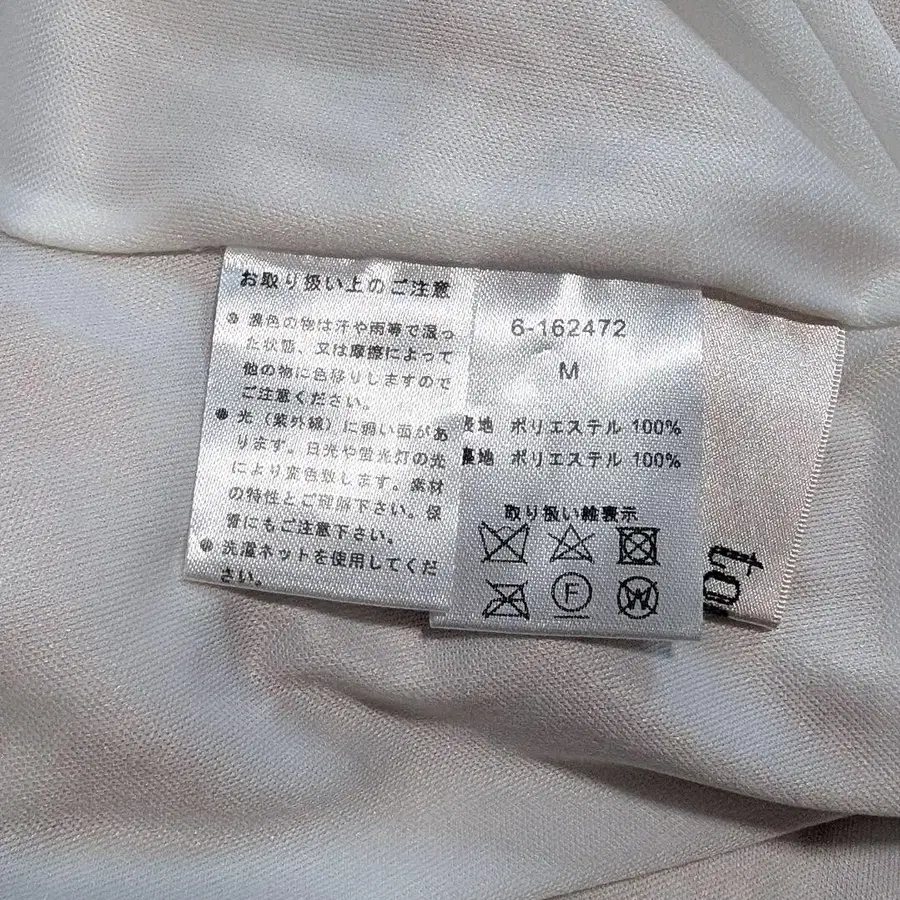 お取り扱い上のご注意
● 濃色の物は汗や雨等で湿っ
た状態、又は摩擦によって
他の物に色移りしますので
ご注意ください。
● 光（紫外線）に弱い面があ
ります。日光や蛍光灯の光
により変色致します。素材
の特性とご理解下さい。保
管にもご注意下さい。
● 洗濯ネットを使用してくだ
さい。
6-162472
M
表地 ポリエステル 100%
裏地 ポリエステル 100%
取り扱い絵表示
F
W
to